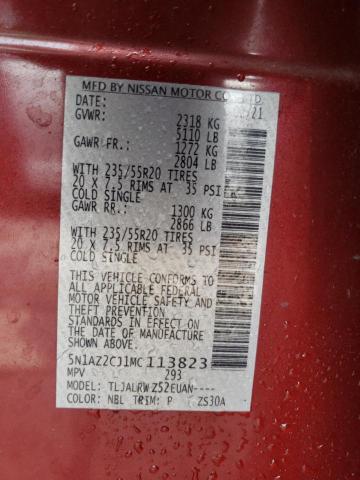 MFD BY NISSAN MOTOR CO., LTD.
DATE: /21
GVWR: 2318 KG
5110 LB
GAWR FR.: 1272 KG
2804 LB
WITH 235/55R20 TIRES
20 X 7.5 RIMS AT 35 PSI
COLD SINGLE
GAWR RR.: 1300 KG
2866 LB
WITH 235/55R20 TIRES
20 X 7.5 RIMS AT 35 PSI
COLD SINGLE
THIS VEHICLE CONFORMS TO
ALL APPLICABLE FEDERAL
MOTOR VEHICLE SAFETY AND
THEFT PREVENTION
STANDARDS IN EFFECT ON
THE DATE OF MANUFACTURE
SHOWN ABOVE.
5N1AZ2CJ1MC113823
MPV 293
MODEL: TLJALRWZ52EUAN----
COLOR: NBL TRIM: P ZS30A